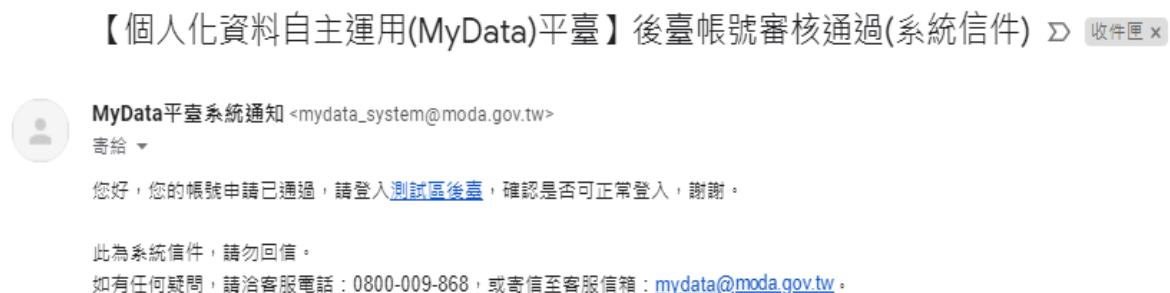 【個人化資料自主運用(MyData)平臺】後臺帳號審核通過(系統信件) 收件匣 x
MyData平臺系統通知 <mydata_system@moda.gov.tw>
寄給
您好，您的帳號申請已通過，請登入測試區後臺，確認是否可正常登入，謝謝。
此為系統信件，請勿回信。
如有任何疑問，請洽客服電話：0800-009-868，或寄信至客服信箱：mydata@moda.gov.tw。